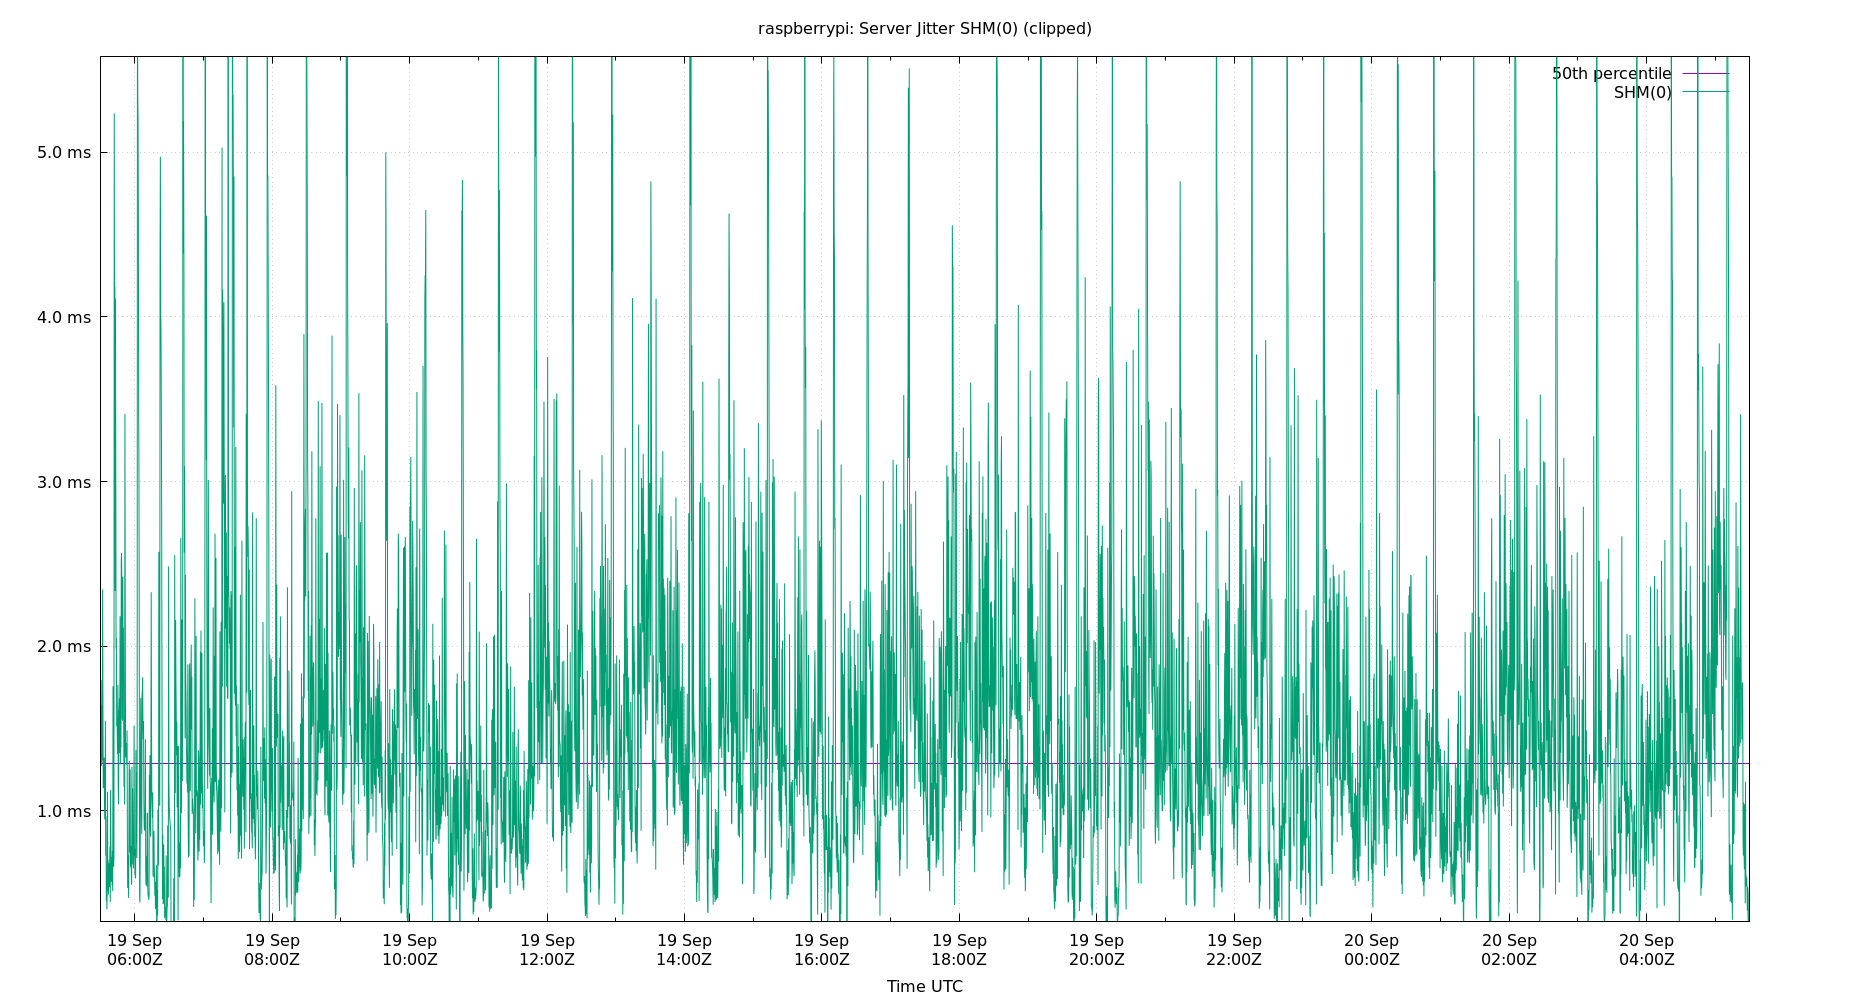 raspberrypi: Server Jitter SHM(0) (clipped)
50th percentile
SHM(0)
5.0 ms
4.0 ms
3.0 ms
2.0 ms
1.0 ms
19 Sep 19 Sep 19 Sep 19 Sep 19 Sep 19 Sep 19 Sep 19 Sep 19 Sep 20 Sep 20 Sep 20 Sep
06:00Z 08:00Z 10:00Z 12:00Z 14:00Z 16:00Z 18:00Z 20:00Z 22:00Z 00:00Z 02:00Z 04:00Z
Time UTC